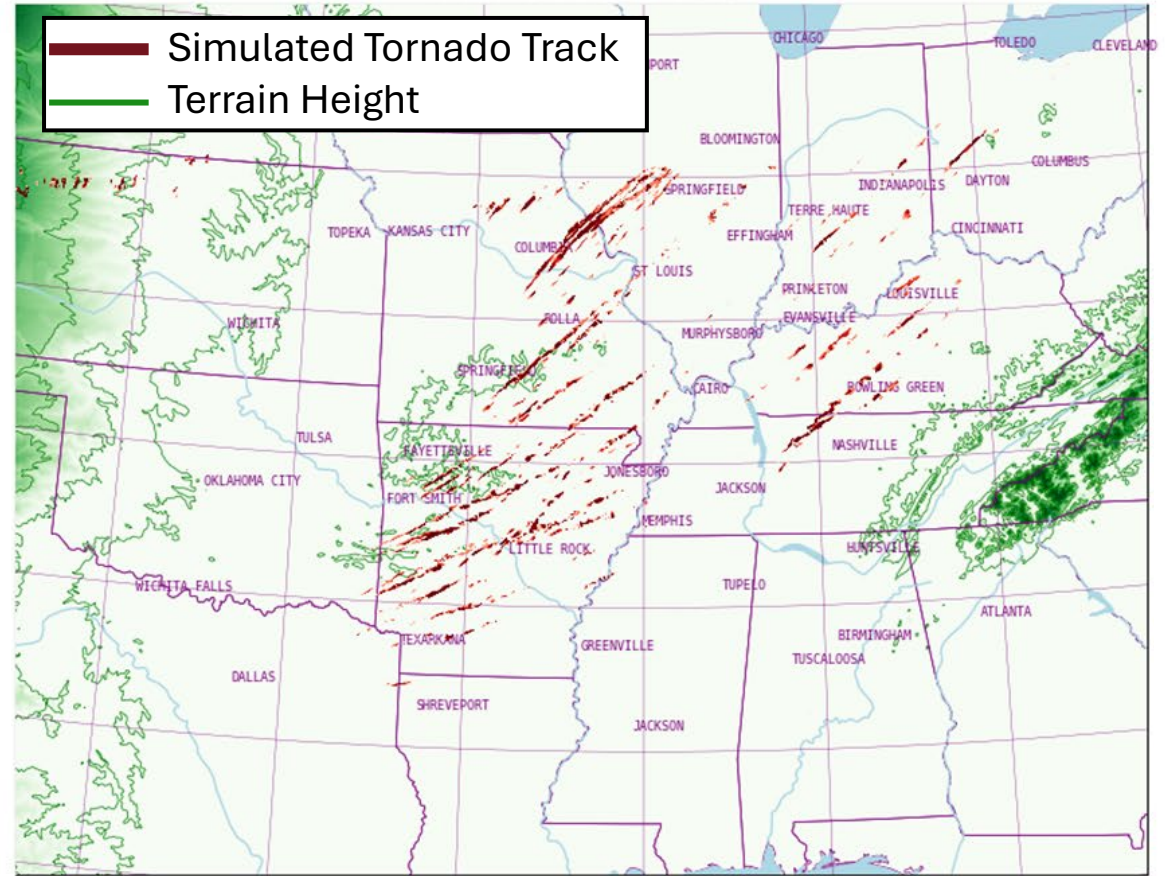 Simulated Tornado Track
Terrain Height
CHICAGO
TOLEDO
CLEVELAND
PORT
BLOOMINGTON
COLUMBUS
SPRINGFIELD
INDIANAPOLIS
DAYTON
TERRE HAUTE
TOPEKA
KANSAS CITY
EFFINGHAM
CINCINNATI
COLUMBIA
ST LOUIS
PRINCETON
LOUISVILLE
WICHITA
ROLLA
EVANSVILLE
MURPHYSBORO
SPRINGFIELD
CAIRO
BOWLING GREEN
TULSA
FAYETTEVILLE
NASHVILLE
OKLAHOMA CITY
JONESBORO
FORT SMITH
JACKSON
MEMPHIS
LITTLE ROCK
HUNTSVILLE
WICHITA FALLS
TUPELO
ATLANTA
TEXARKANA
GREENVILLE
BIRMINGHAM
TUSCALOOSA
DALLAS
SHREVEPORT
JACKSON